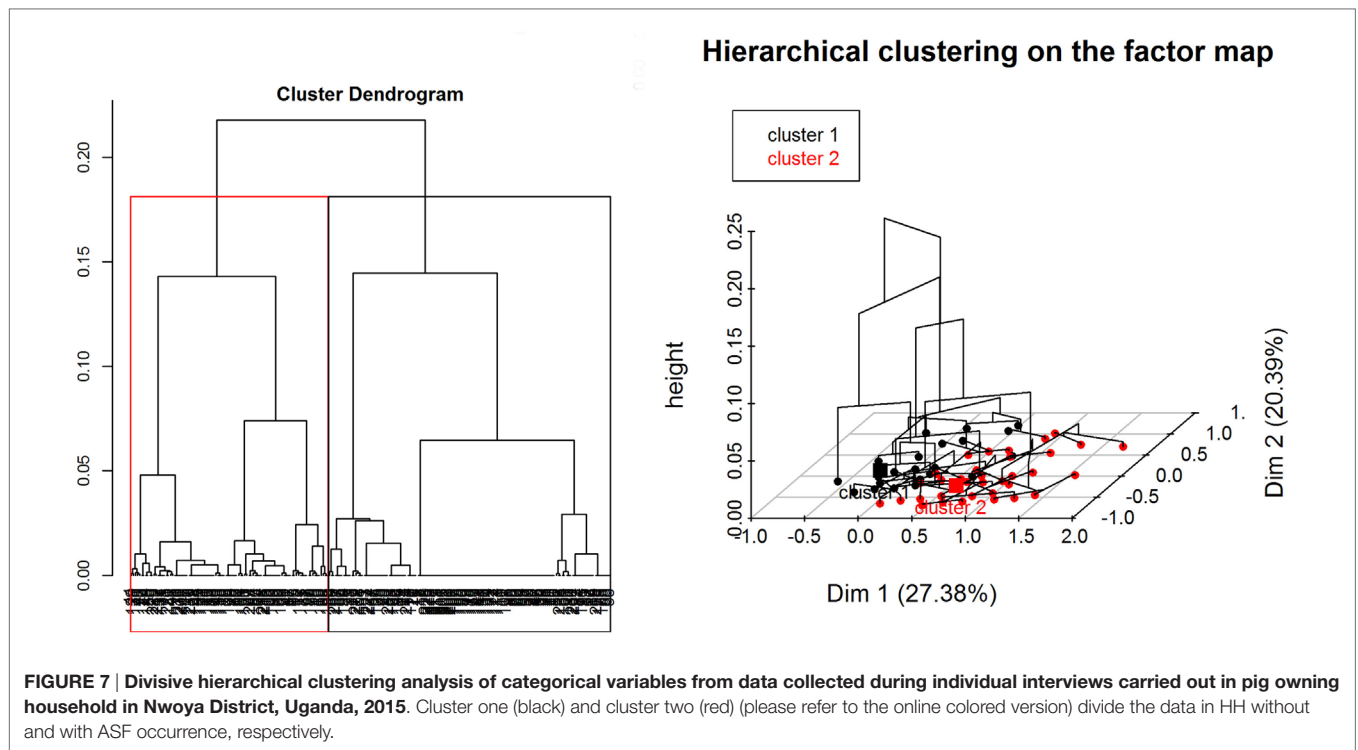 Hierarchical clustering on the factor map
Cluster Dendrogram
0.20
0.15
0.10
0.05
0.00
cluster 1
cluster 2
height
0.25
0.20
0.15
0.10
0.05
0.00
-1.0
-0.5
0.0
0.5
1.0
1.5
2.0
Dim 1 (27.38%)
-1.0
-0.5
0.0
0.5
1.0
1.
Dim 2 (20.39%)
cluster 1
cluster 2
FIGURE 7 | Divisive hierarchical clustering analysis of categorical variables from data collected during individual interviews carried out in pig owning
household in Nwoya District, Uganda, 2015. Cluster one (black) and cluster two (red) (please refer to the online colored version) divide the data in HH without
and with ASF occurrence, respectively.